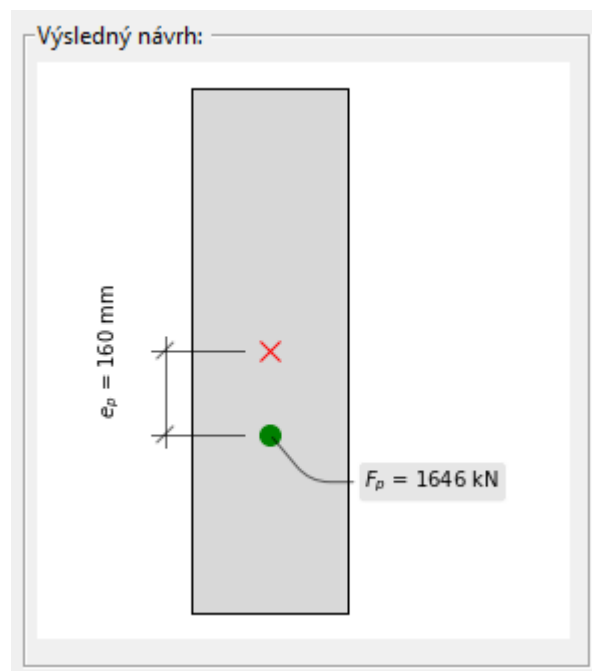 Výsledný návrh:
e_p = 160 mm
F_p = 1646 kN